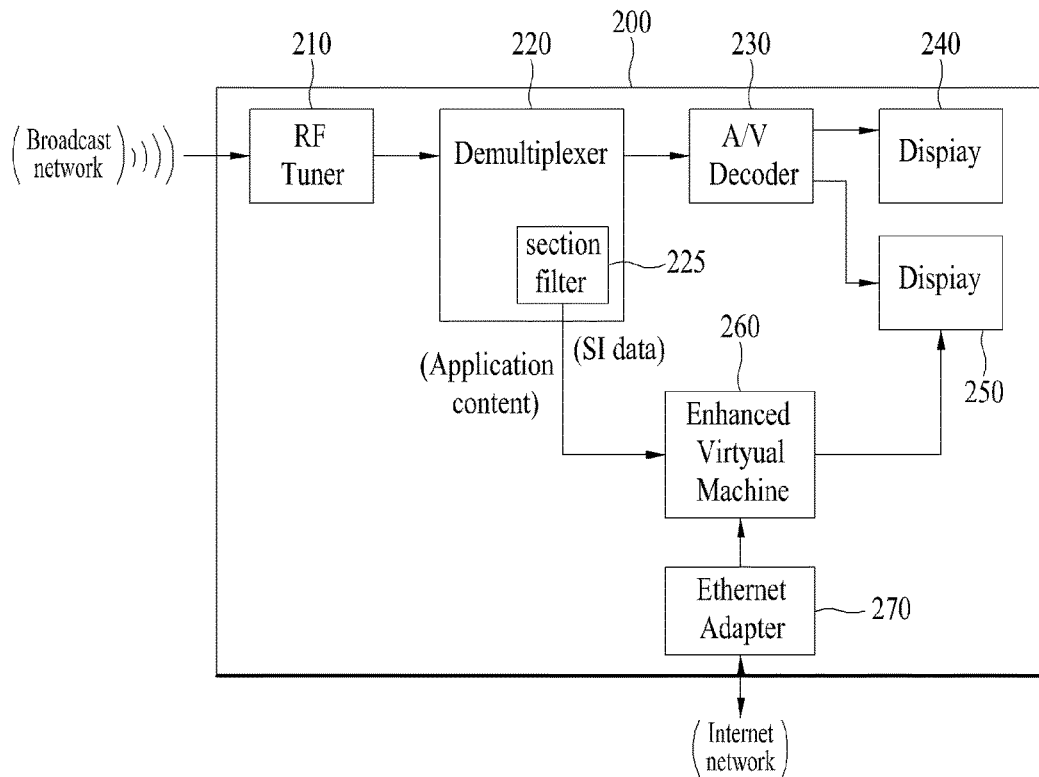 200
210
220
230
240
(Broadcast
network)
RF
Tuner
Demultiplexer
A/V
Decoder
Display
section
filter
225
Dispiay
250
(Application
content)
(SI data)
260
Enhanced
Virtyual
Machine
Ethernet
Adapter
270
(Internet
network)